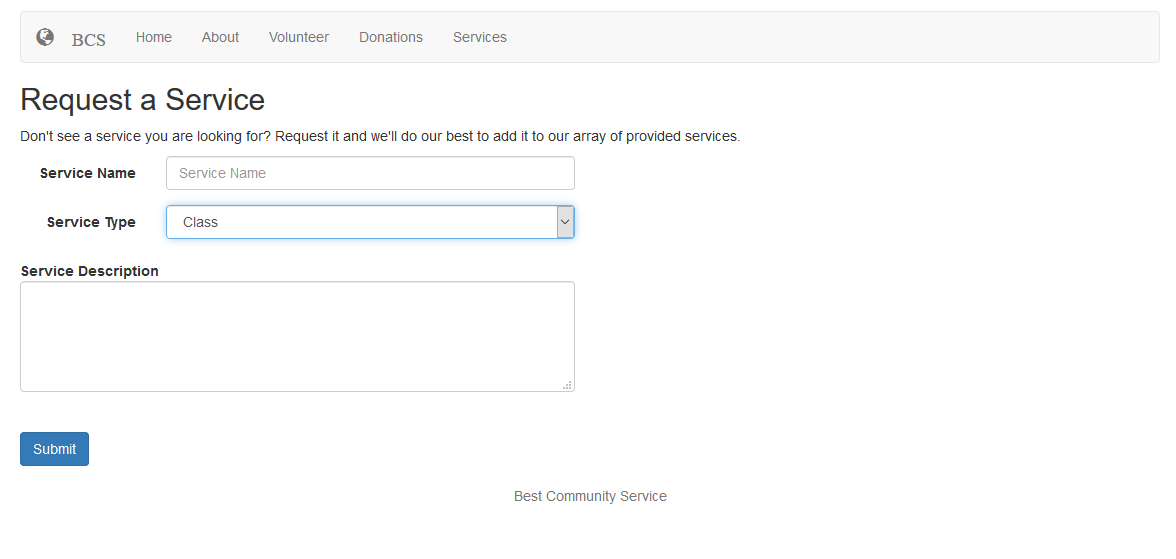 BCS Home About Volunteer Donations Services
Request a Service
Don't see a service you are looking for? Request it and we'll do our best to add it to our array of provided services.
Service Name Service Name
Service Type Class
Service Description
Submit
Best Community Service